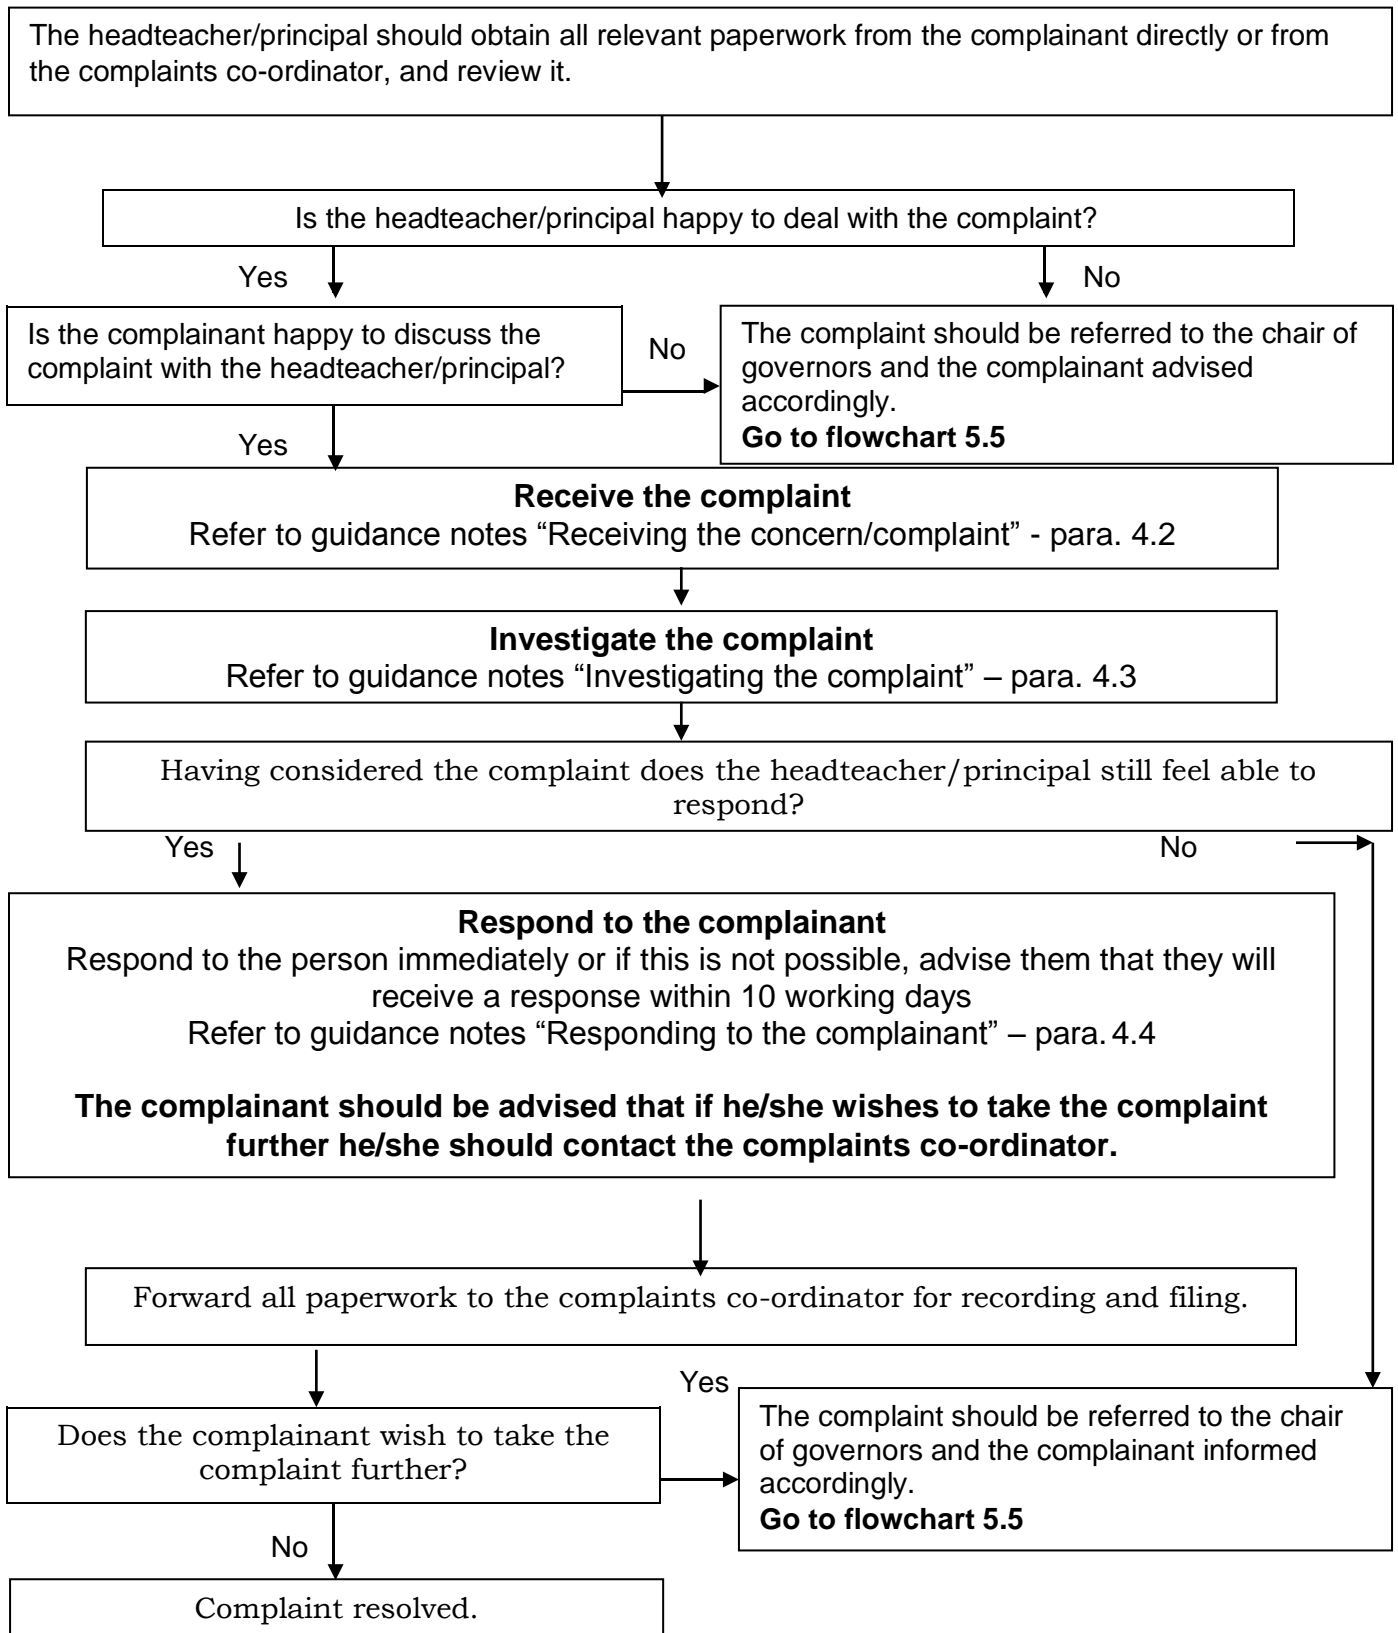 The headteacher/principal should obtain all relevant paperwork from the complainant directly or from
the complaints co-ordinator, and review it.
Is the headteacher/principal happy to deal with the complaint?
Yes
No
Is the complainant happy to discuss the
complaint with the headteacher/principal?
No
The complaint should be referred to the chair of
governors and the complainant advised
accordingly.
Go to flowchart 5.5
Yes
Receive the complaint
Refer to guidance notes “Receiving the concern/complaint” - para. 4.2
Investigate the complaint
Refer to guidance notes “Investigating the complaint” – para. 4.3
Having considered the complaint does the headteacher/principal still feel able to
respond?
Yes
No
Respond to the complainant
Respond to the person immediately or if this is not possible, advise them that they will
receive a response within 10 working days
Refer to guidance notes “Responding to the complainant” – para. 4.4
The complainant should be advised that if he/she wishes to take the complaint
further he/she should contact the complaints co-ordinator.
Forward all paperwork to the complaints co-ordinator for recording and filing.
Yes
Does the complainant wish to take the
complaint further?
The complaint should be referred to the chair
of governors and the complainant informed
accordingly.
Go to flowchart 5.5
No
Complaint resolved.